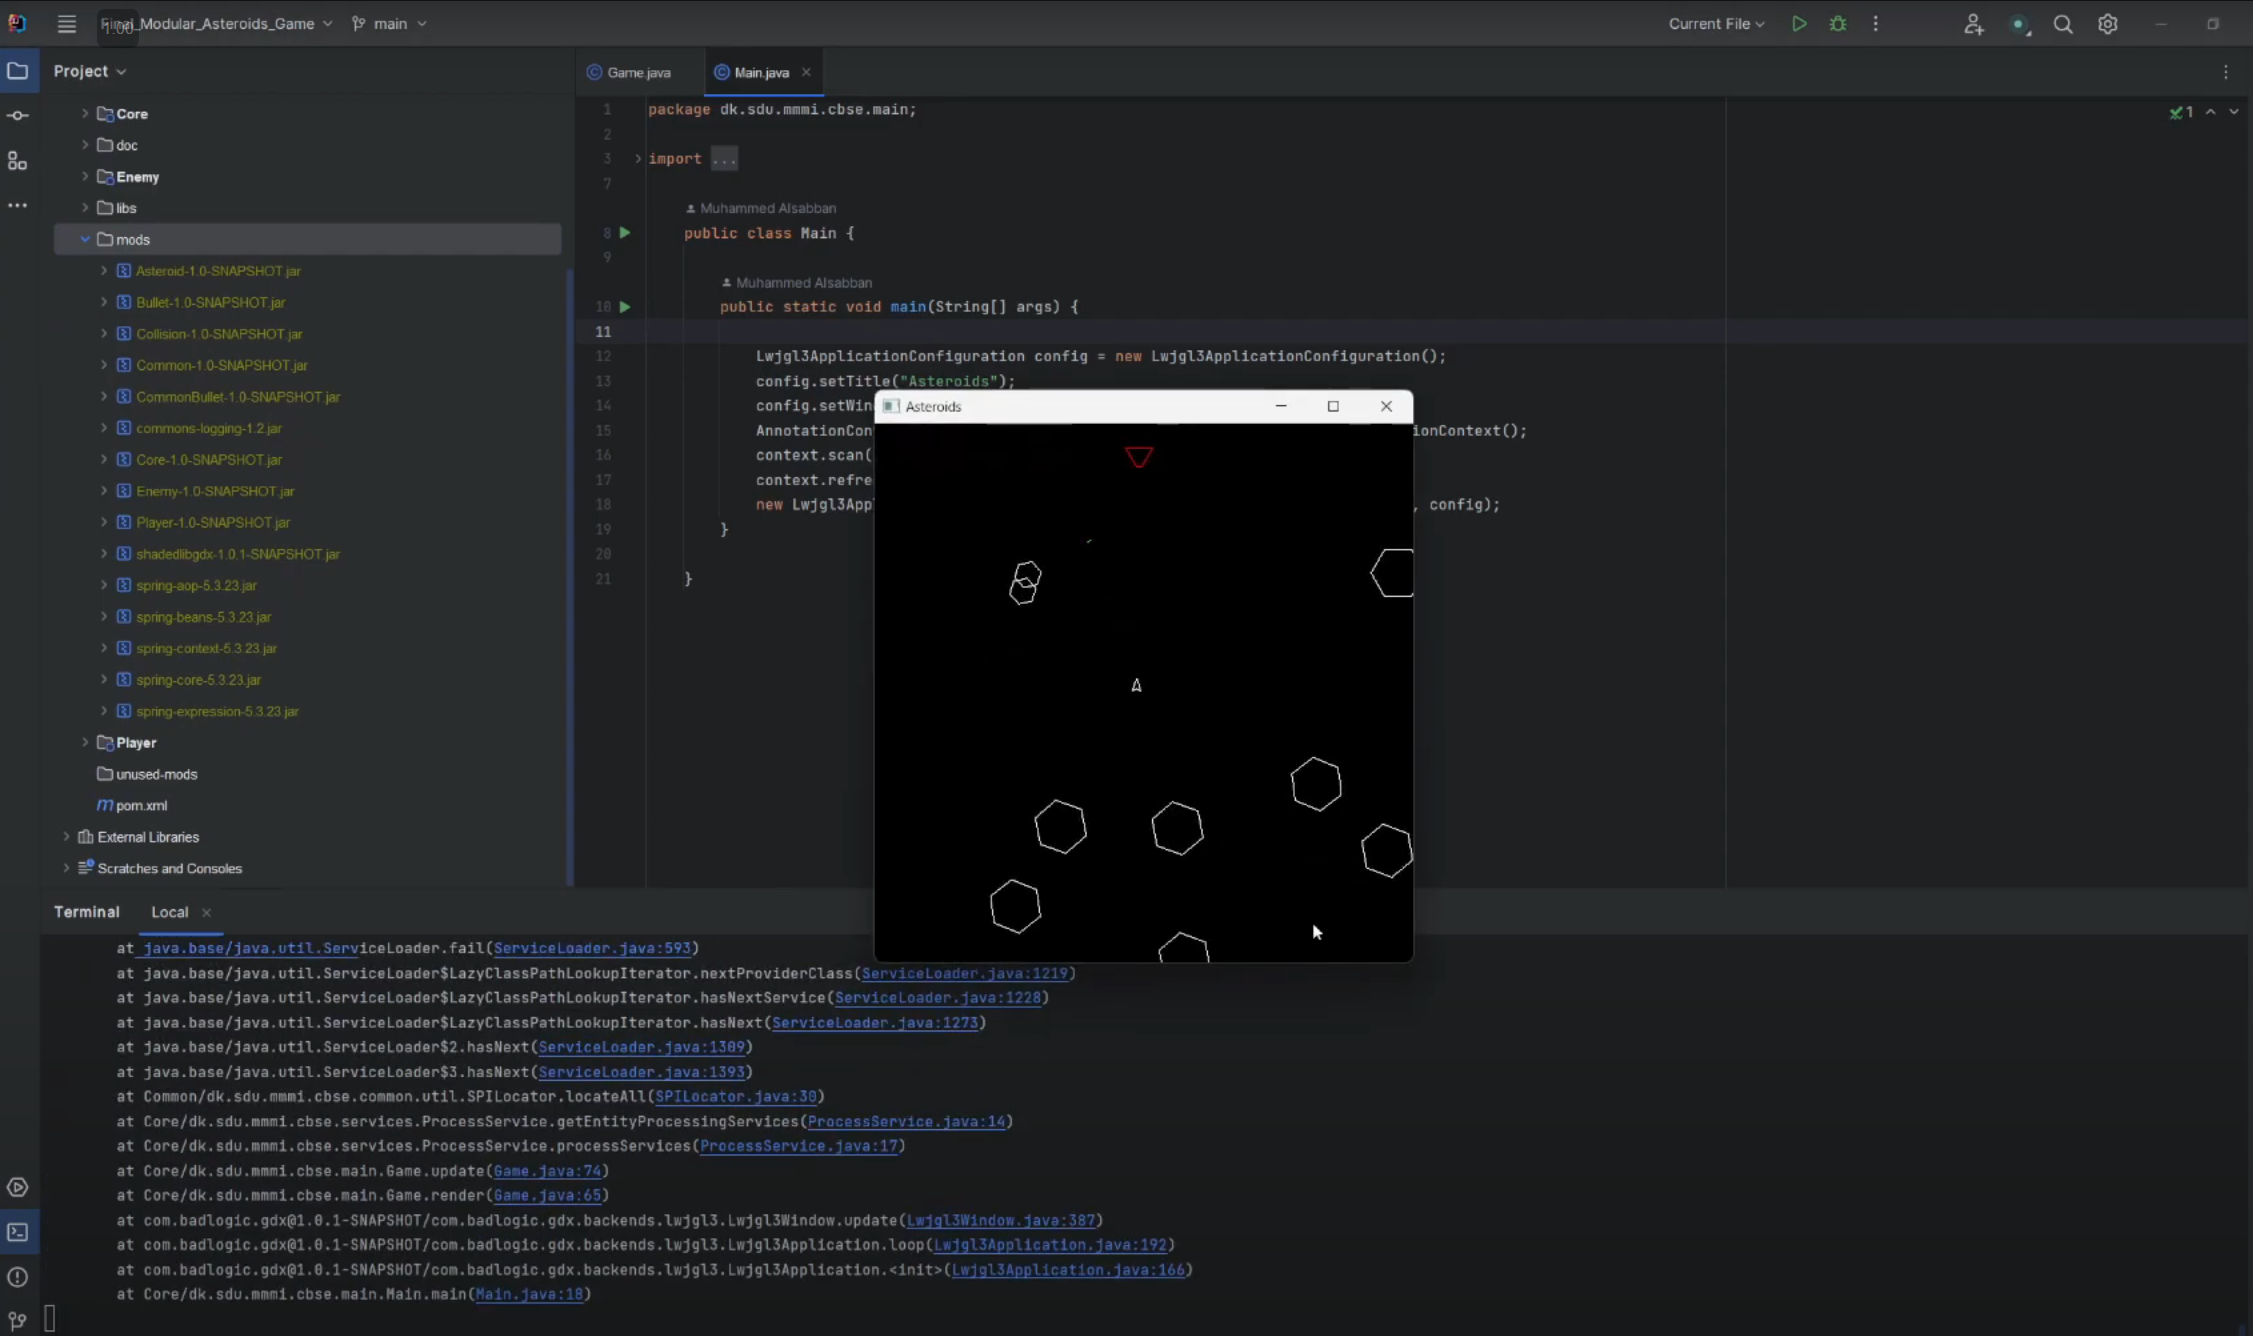 Final_Modular_Asteroids_Game main Current File
1.00
Project
Core
doc
Enemy
libs
mods
Asteroid-1.0-SNAPSHOT.jar
Bullet-1.0-SNAPSHOT.jar
Collision-1.0-SNAPSHOT.jar
Common-1.0-SNAPSHOT.jar
CommonBullet-1.0-SNAPSHOT.jar
commons-logging-1.2.jar
Core-1.0-SNAPSHOT.jar
Enemy-1.0-SNAPSHOT.jar
Player-1.0-SNAPSHOT.jar
shadedlibgdx-1.0.1-SNAPSHOT.jar
spring-aop-5.3.23.jar
spring-beans-5.3.23.jar
spring-context-5.3.23.jar
spring-core-5.3.23.jar
spring-expression-5.3.23.jar
Player
unused-mods
m pom.xml
External Libraries
Scratches and Consoles
Game.java Main.java
1
1 package dk.sdu.mmmi.cbse.main;
2
3 import ...
7
Muhammed Alsabban
8 public class Main {
9
Muhammed Alsabban
10 public static void main(String[] args) {
11
12 Lwjgl3ApplicationConfiguration config = new Lwjgl3ApplicationConfiguration();
13 config.setTitle("Asteroids");
14 config.setWin
15 AnnotationCon ionContext();
16 context.scan(
17 context.refre
18 new Lwjgl3App , config);
19 }
20
21 }
Asteroids
Terminal Local
at java.base/java.util.ServiceLoader.fail(ServiceLoader.java:593)
at java.base/java.util.ServiceLoader$LazyClassPathLookupIterator.nextProviderClass(ServiceLoader.java:1219)
at java.base/java.util.ServiceLoader$LazyClassPathLookupIterator.hasNextService(ServiceLoader.java:1228)
at java.base/java.util.ServiceLoader$LazyClassPathLookupIterator.hasNext(ServiceLoader.java:1273)
at java.base/java.util.ServiceLoader$2.hasNext(ServiceLoader.java:1309)
at java.base/java.util.ServiceLoader$3.hasNext(ServiceLoader.java:1393)
at Common/dk.sdu.mmmi.cbse.common.util.SPILocator.locateAll(SPILocator.java:30)
at Core/dk.sdu.mmmi.cbse.services.ProcessService.getEntityProcessingServices(ProcessService.java:14)
at Core/dk.sdu.mmmi.cbse.services.ProcessService.processServices(ProcessService.java:17)
at Core/dk.sdu.mmmi.cbse.main.Game.update(Game.java:74)
at Core/dk.sdu.mmmi.cbse.main.Game.render(Game.java:65)
at com.badlogic.gdx@1.0.1-SNAPSHOT/com.badlogic.gdx.backends.lwjgl3.Lwjgl3Window.update(Lwjgl3Window.java:387)
at com.badlogic.gdx@1.0.1-SNAPSHOT/com.badlogic.gdx.backends.lwjgl3.Lwjgl3Application.loop(Lwjgl3Application.java:192)
at com.badlogic.gdx@1.0.1-SNAPSHOT/com.badlogic.gdx.backends.lwjgl3.Lwjgl3Application.<init>(Lwjgl3Application.java:166)
at Core/dk.sdu.mmmi.cbse.main.Main.main(Main.java:18)